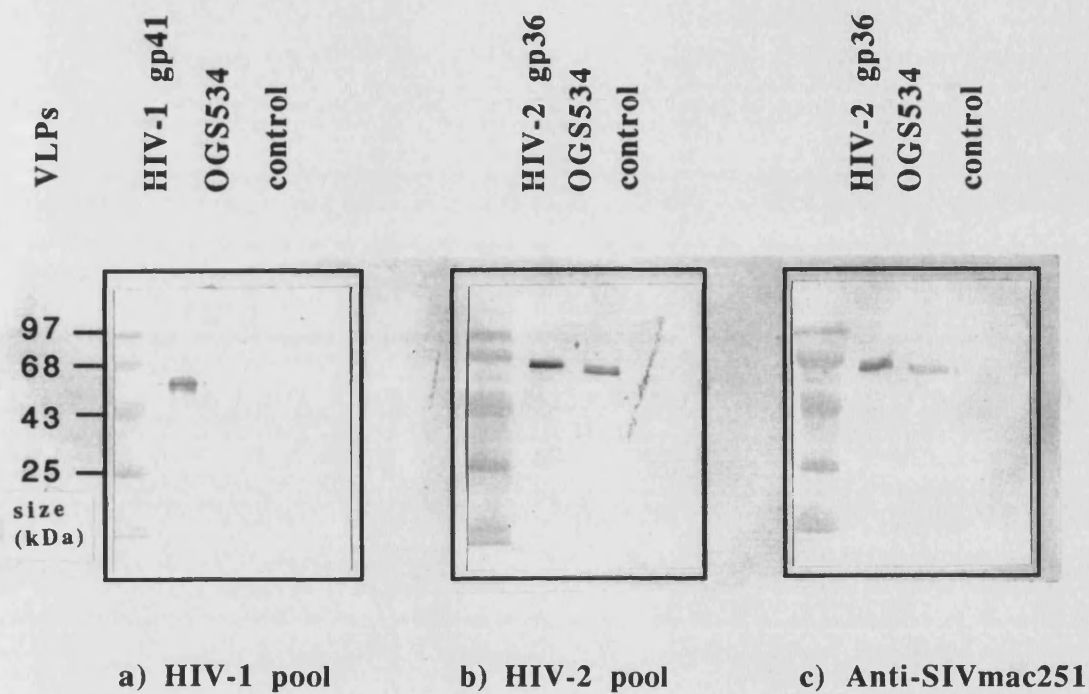 VLPs
HIV-1 gp41
OGS534
control
HIV-2 gp36
OGS534
control
HIV-2 gp36
OGS534
control
97
68
43
25
size
(kDa)
a) HIV-1 pool
b) HIV-2 pool
c) Anti-SIVmac251